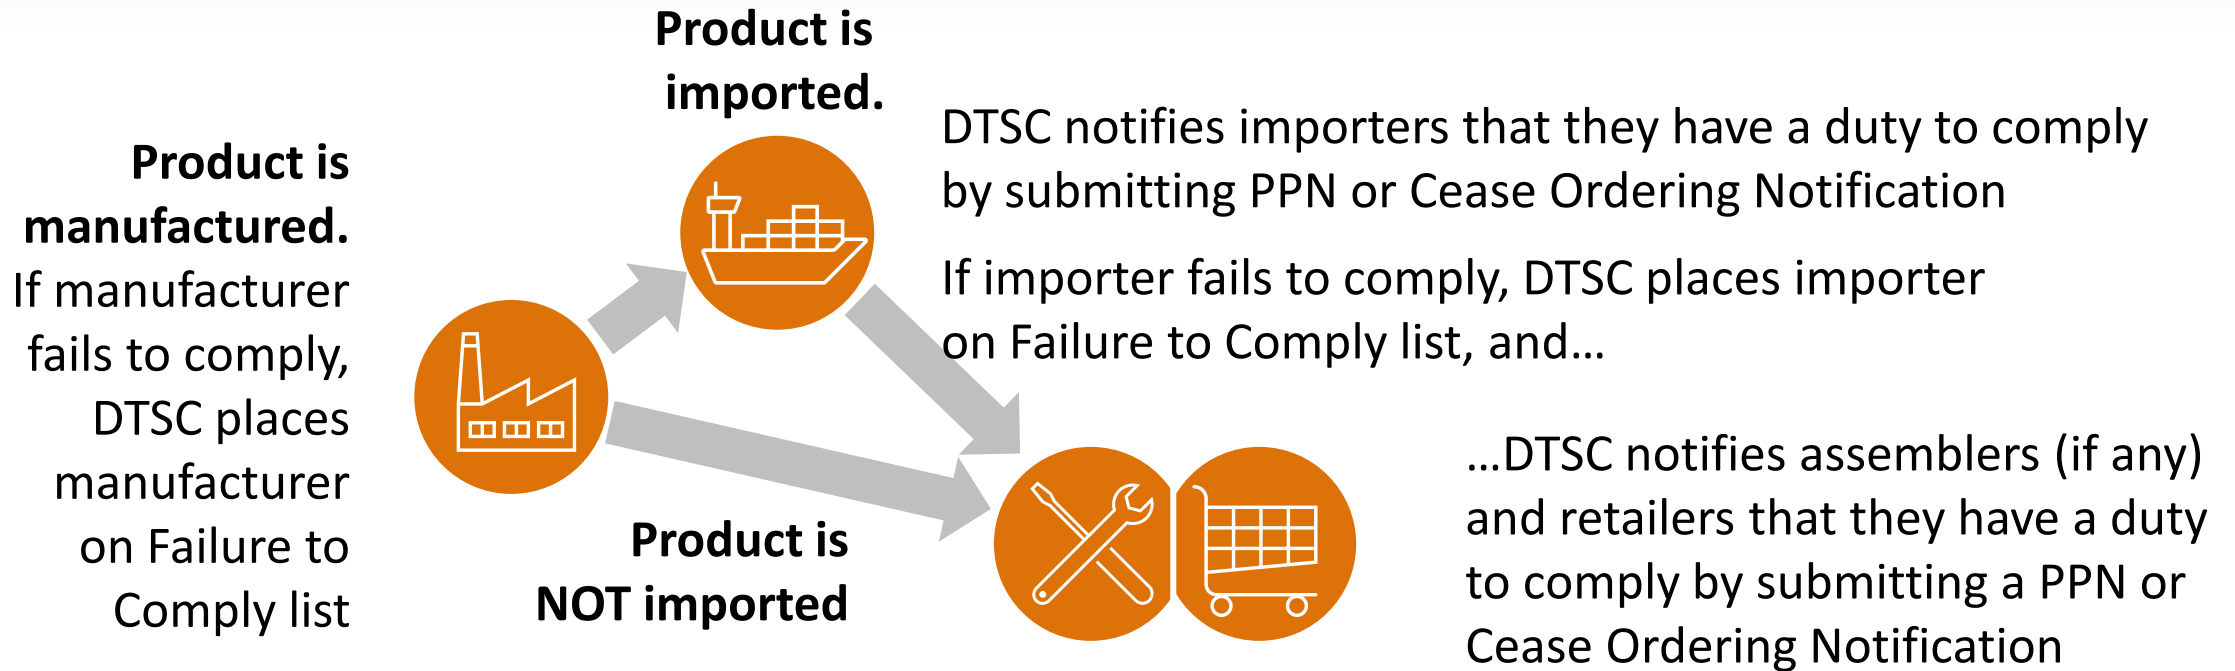 Product is
manufactured.
If manufacturer
fails to comply,
DTSC places
manufacturer
on Failure to
Comply list
Product is
imported.
DTSC notifies importers that they have a duty to comply
by submitting PPN or Cease Ordering Notification
If importer fails to comply, DTSC places importer
on Failure to Comply list, and…
Product is
NOT imported
…DTSC notifies assemblers (if any)
and retailers that they have a duty
to comply by submitting a PPN or
Cease Ordering Notification